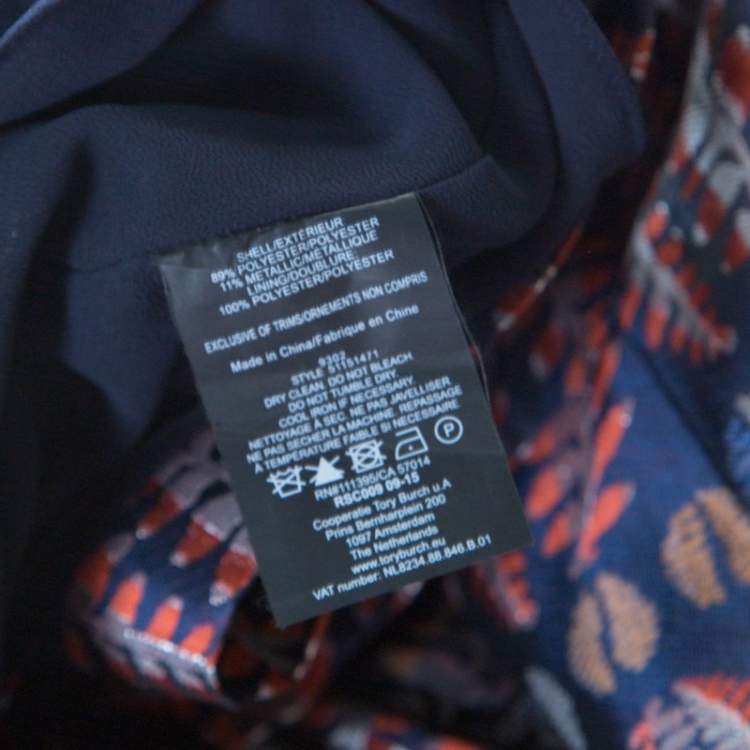 SHELL/EXTÉRIEUR
89% POLYESTER/POLYESTER
11% METALLIC/MÉTALLIQUE
LINING/DOUBLURE:
100% POLYESTER/POLYESTER
EXCLUSIVE OF TRIMS/ORNEMENTS NON COMPRIS
Made in China/Fabriqué en Chine
9302
STYLE 51151471
DRY CLEAN. DO NOT BLEACH
DO NOT TUMBLE DRY.
COOL IRON IF NECESSARY.
NETTOYAGE À SEC. NE PAS JAVELLISER
NE PAS SÉCHER LA MACHINE. REPASSAGE
À TEMPÉRATURE FAIBLE SI NÉCESSAIRE
P
RN#111395/CA 57014
RSC009 09-15
Cooperatie Tory Burch u.A
Prins Bernharplein 200
1097 Amsterdam
The Netherlands
www.toryburch.eu
VAT number: NL8234.88.846.B.01